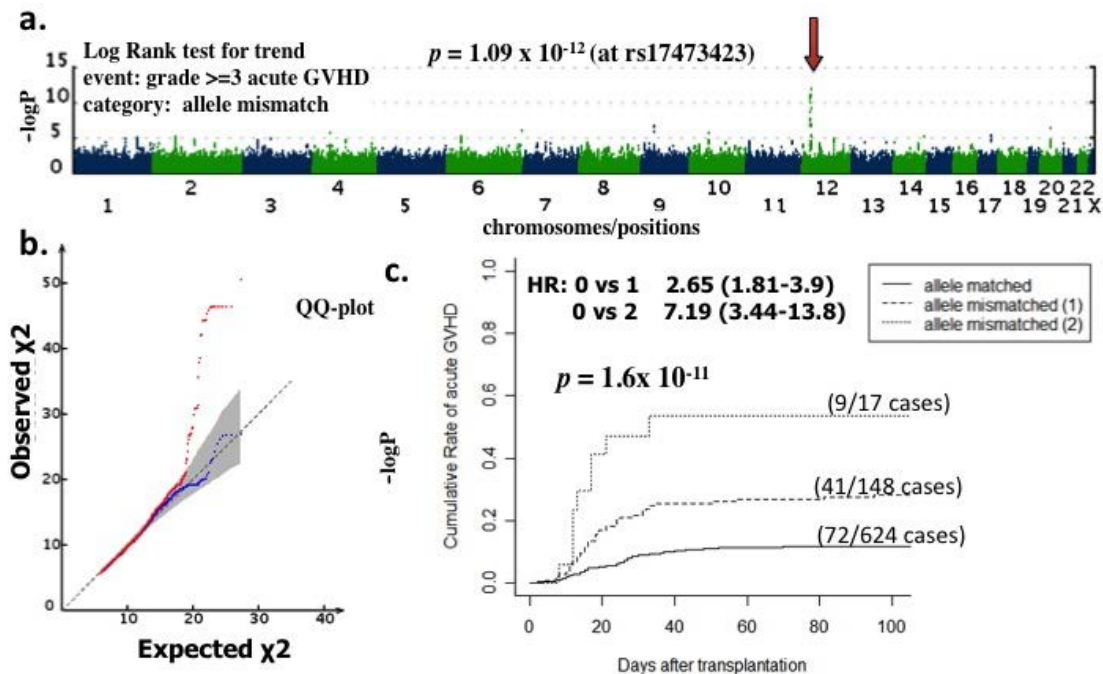 a.
Log Rank test for trend
event: grade >=3 acute GVHD
category: allele mismatch
p = 1.09 x 10-12 (at rs17473423)
-logP
15
10
5
0
1 2 3 4 5 6 7 8 9 10 11 12 13 14 15 16 17 18 19 20 21 22 X
chromosomes/positions
b.
QQ-plot
Observed χ2
50
40
30
20
10
0
10 20 30 40
Expected χ2
c.
-logP
HR: 0 vs 1 2.65 (1.81-3.9)
0 vs 2 7.19 (3.44-13.8)
p = 1.6x 10-11
allele matched
allele mismatched (1)
allele mismatched (2)
Cumulative Rate of acute GVHD
1.0
0.8
0.6
0.4
0.2
0.0
(9/17 cases)
(41/148 cases)
(72/624 cases)
0 20 40 60 80 100
Days after transplantation